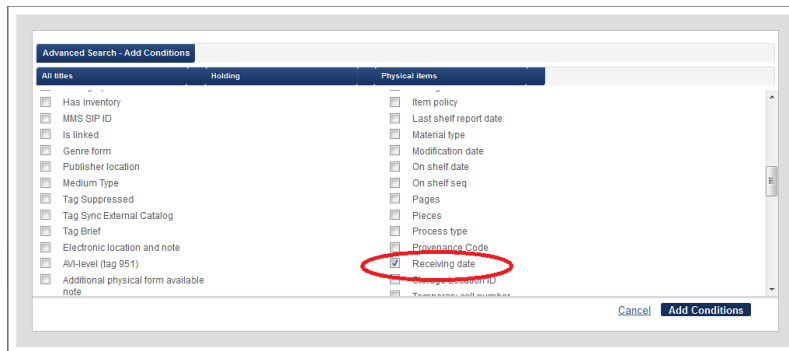 Advanced Search - Add Conditions
All titles Holding Physical items
Has inventory
MMS SIP ID
Is linked
Genre form
Publisher location
Medium Type
Tag Suppressed
Tag Sync External Catalog
Tag Brief
Electronic location and note
AVI-level (tag 951)
Additional physical form available
note
Item policy
Last shelf report date
Material type
Modification date
On shelf date
On shelf seq
Pages
Pieces
Process type
Provenance Code
Receiving date
Storage Location ID
Temporary call number
Cancel Add Conditions